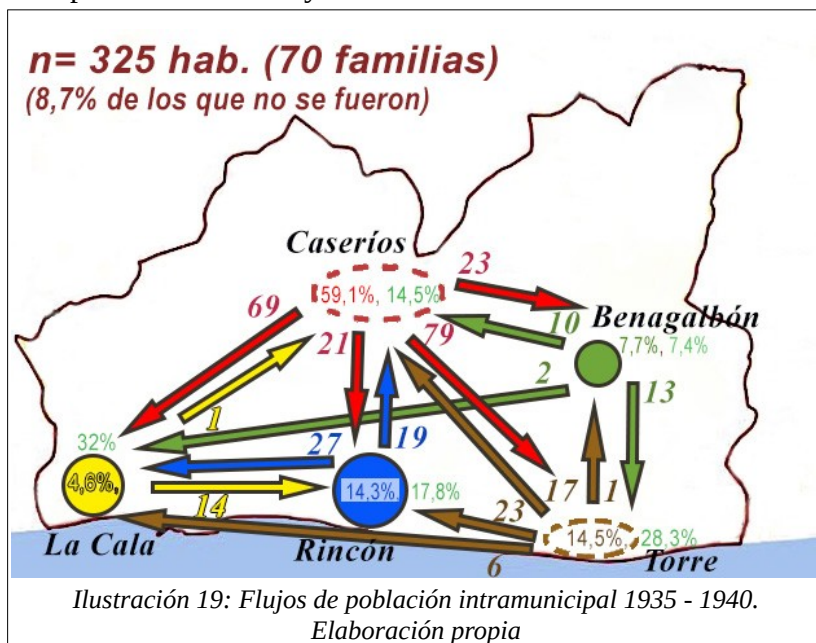 n= 325 hab. (70 familias)
(8,7% de los que no se fueron)
Caseríos
59,1%, 14,5%
23
69
21
79
10
Benagalbón
7,7%, 7,4%
1
2
13
32%
27
19
4,6%,
14
14,3%, 17,8%
23
17
1
14,5%, 28,3%
La Cala
Rincón
6
Torre
Ilustración 19: Flujos de población intramunicipal 1935 - 1940.
Elaboración propia